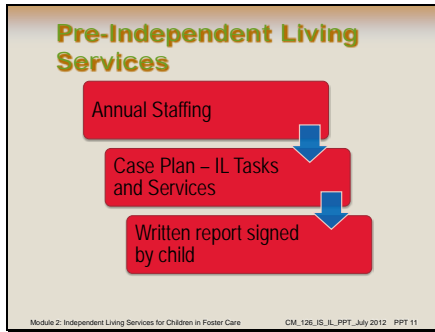 Pre-Independent Living
Services
Annual Staffing
Case Plan – IL Tasks
and Services
Written report signed
by child
Module 2: Independent Living Services for Children in Foster Care CM_126_IS_IL_PPT_July 2012 PPT 11